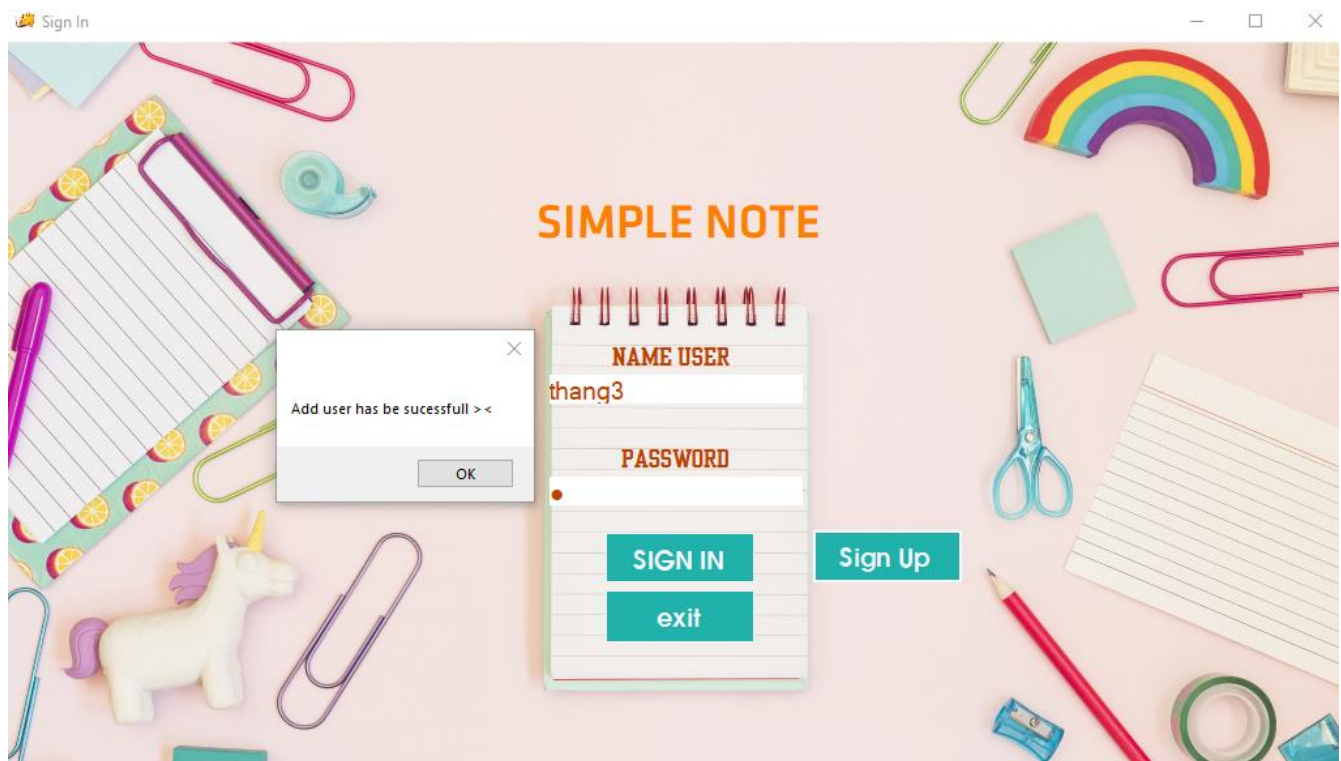 Sign In
SIMPLE NOTE
NAME USER
thang3
Add user has be sucessfull > <
OK
PASSWORD
●
SIGN IN
Sign Up
exit